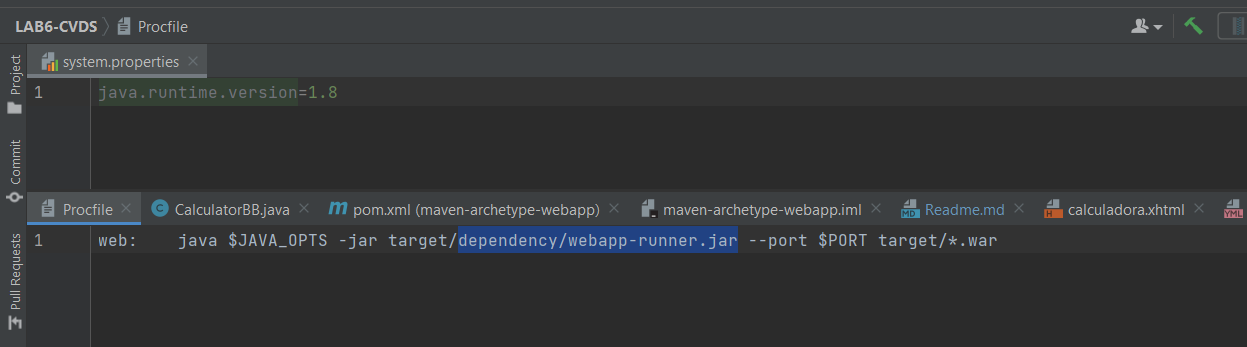 LAB6-CVDS Procfile
Project
Commit
Pull Requests
system.properties
1 java.runtime.version=1.8
Procfile CalculatorBB.java m pom.xml (maven-archetype-webapp) maven-archetype-webapp.iml MD Readme.md H calculadora.xhtml YML
1 web: java $JAVA_OPTS -jar target/dependency/webapp-runner.jar --port $PORT target/*.war